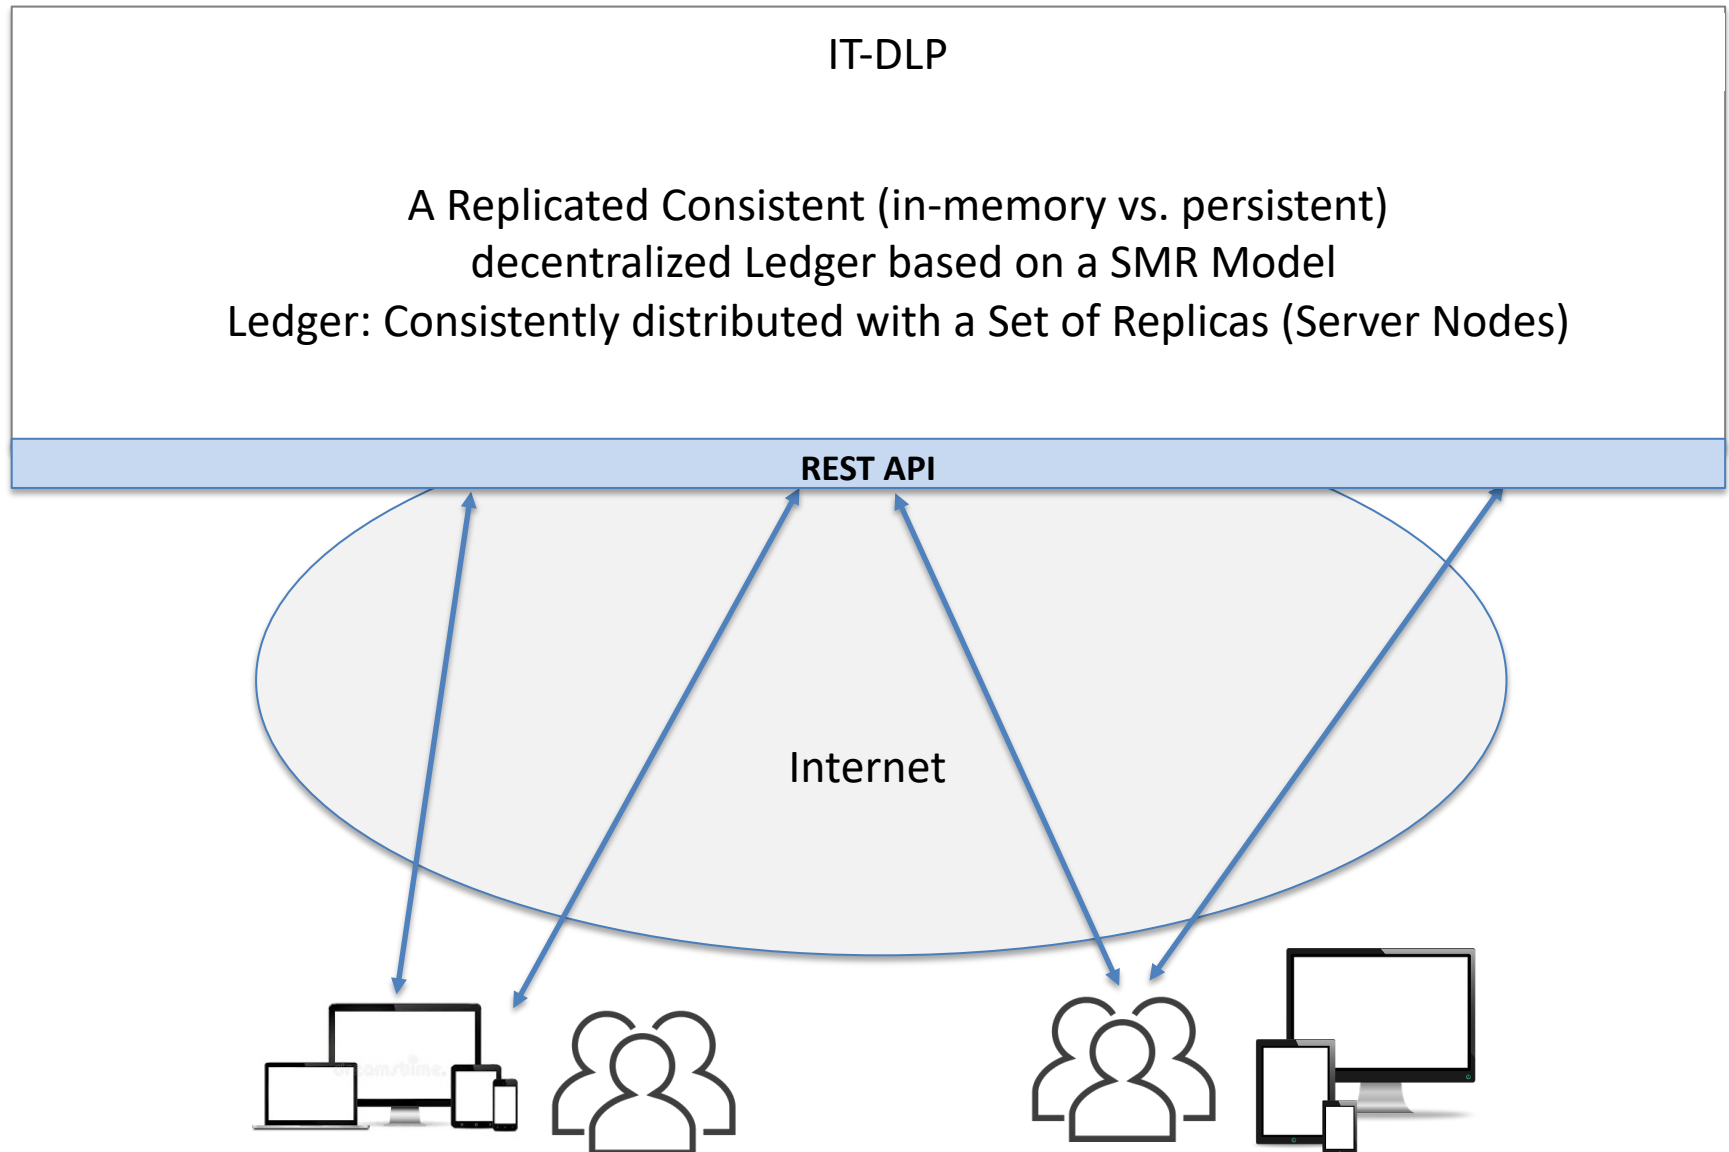 IT-DLP
A Replicated Consistent (in-memory vs. persistent)
decentralized Ledger based on a SMR Model
Ledger: Consistently distributed with a Set of Replicas (Server Nodes)
REST API
Internet